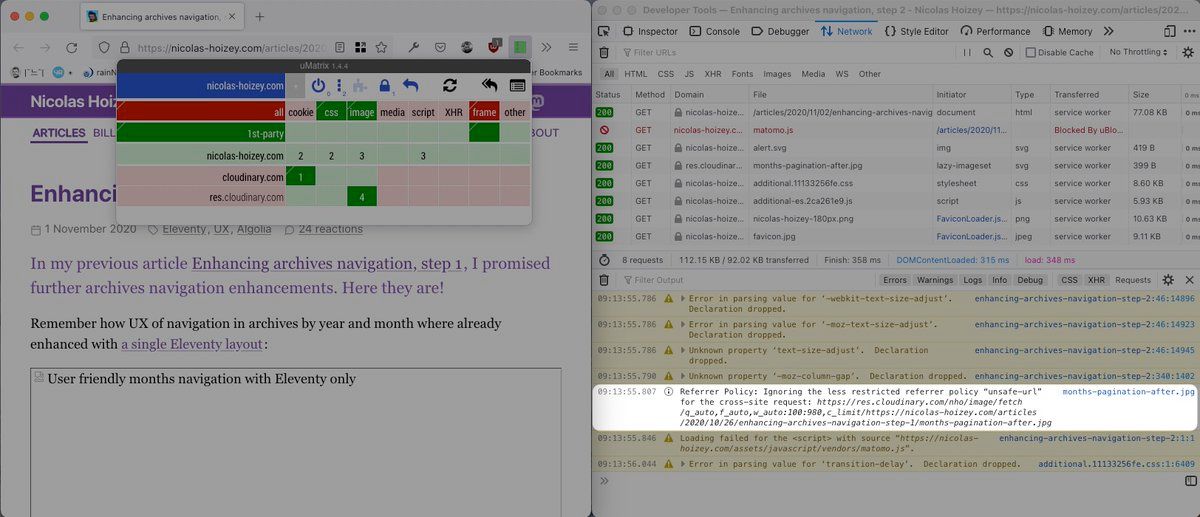 Enhancing archives navigation, ×
https://nicolas-hoizey.com/articles/2020
rainN
er Bookmarks
uMatrix 1.4.4
nicolas-hoizey.com
all cookie css image media script XHR frame other
1st-party
nicolas-hoizey.com 2 2 3 3
cloudinary.com 1
res.cloudinary.com 4
Nicolas Hoiz
ARTICLES BILL
BOUT
Enhancing
1 November 2020 Eleventy, UX, Algolia 24 reactions
In my previous article Enhancing archives navigation, step 1, I promised
further archives navigation enhancements. Here they are!
Remember how UX of navigation in archives by year and month where already
enhanced with a single Eleventy layout:
User friendly months navigation with Eleventy only
Developer Tools — Enhancing archives navigation, step 2 - Nicolas Hoizey — https://nicolas-hoizey.com/articles/202...
Inspector Console Debugger Network Style Editor Performance Memory
Filter URLs Disable Cache No Throttling
All HTML CSS JS XHR Fonts Images Media WS Other
Status Method Domain File Initiator Type Transferred Size 0 ms
200 GET nicolas-hoize... /articles/2020/11/02/enhancing-archives-navig document html service worker 77.08 KB 0 ms
GET nicolas-hoizey.c... matomo.js /articles/2020/11... Blocked By uBlo...
200 GET nicolas-hoize... alert.svg img svg service worker 419 B 0 ms
200 GET res.cloudinary... months-pagination-after.jpg lazy-imageset svg service worker 399 B 0 ms
200 GET nicolas-hoize... additional.11133256fe.css stylesheet css service worker 8.60 KB 0 ms
200 GET nicolas-hoize... additional-es.2ca261e9.js script js service worker 5.93 KB 0 ms
200 GET nicolas-hoize... nicolas-hoizey-180px.png FaviconLoader.js... png service worker 10.63 KB 0 ms
200 GET nicolas-hoize... favicon.jpg FaviconLoader.js... jpeg service worker 9.11 KB 0 ms
8 requests 112.15 KB / 92.02 KB transferred Finish: 358 ms DOMContentLoaded: 315 ms load: 348 ms
Filter Output Errors Warnings Logs Info Debug CSS XHR Requests
09:13:55.786 Error in parsing value for ‘-webkit-text-size-adjust’. enhancing-archives-navigation-step-2:46:14896
Declaration dropped.
09:13:55.786 Error in parsing value for ‘-moz-text-size-adjust’. enhancing-archives-navigation-step-2:46:14923
Declaration dropped.
09:13:55.786 Unknown property ‘text-size-adjust’. Declaration enhancing-archives-navigation-step-2:46:14945
dropped.
09:13:55.790 Unknown property ‘-moz-column-gap’. Declaration enhancing-archives-navigation-step-2:340:1402
dropped.
09:13:55.807 Referrer Policy: Ignoring the less restricted referrer policy “unsafe-url” months-pagination-after.jpg
for the cross-site request: https://res.cloudinary.com/nho/image/fetch
/q_auto,f_auto,w_auto:100:980,c_limit/https://nicolas-hoizey.com/articles
/2020/10/26/enhancing-archives-navigation-step-1/months-pagination-after.jpg
09:13:55.846 Loading failed for the <script> with source “https://nicolas- enhancing-archives-navigation-step-2:1:1
hoizey.com/assets/javascript/vendors/matomo.js”.
09:13:56.044 Error in parsing value for ‘transition-delay’. Declaration dropped. additional.11133256fe.css:1:6409